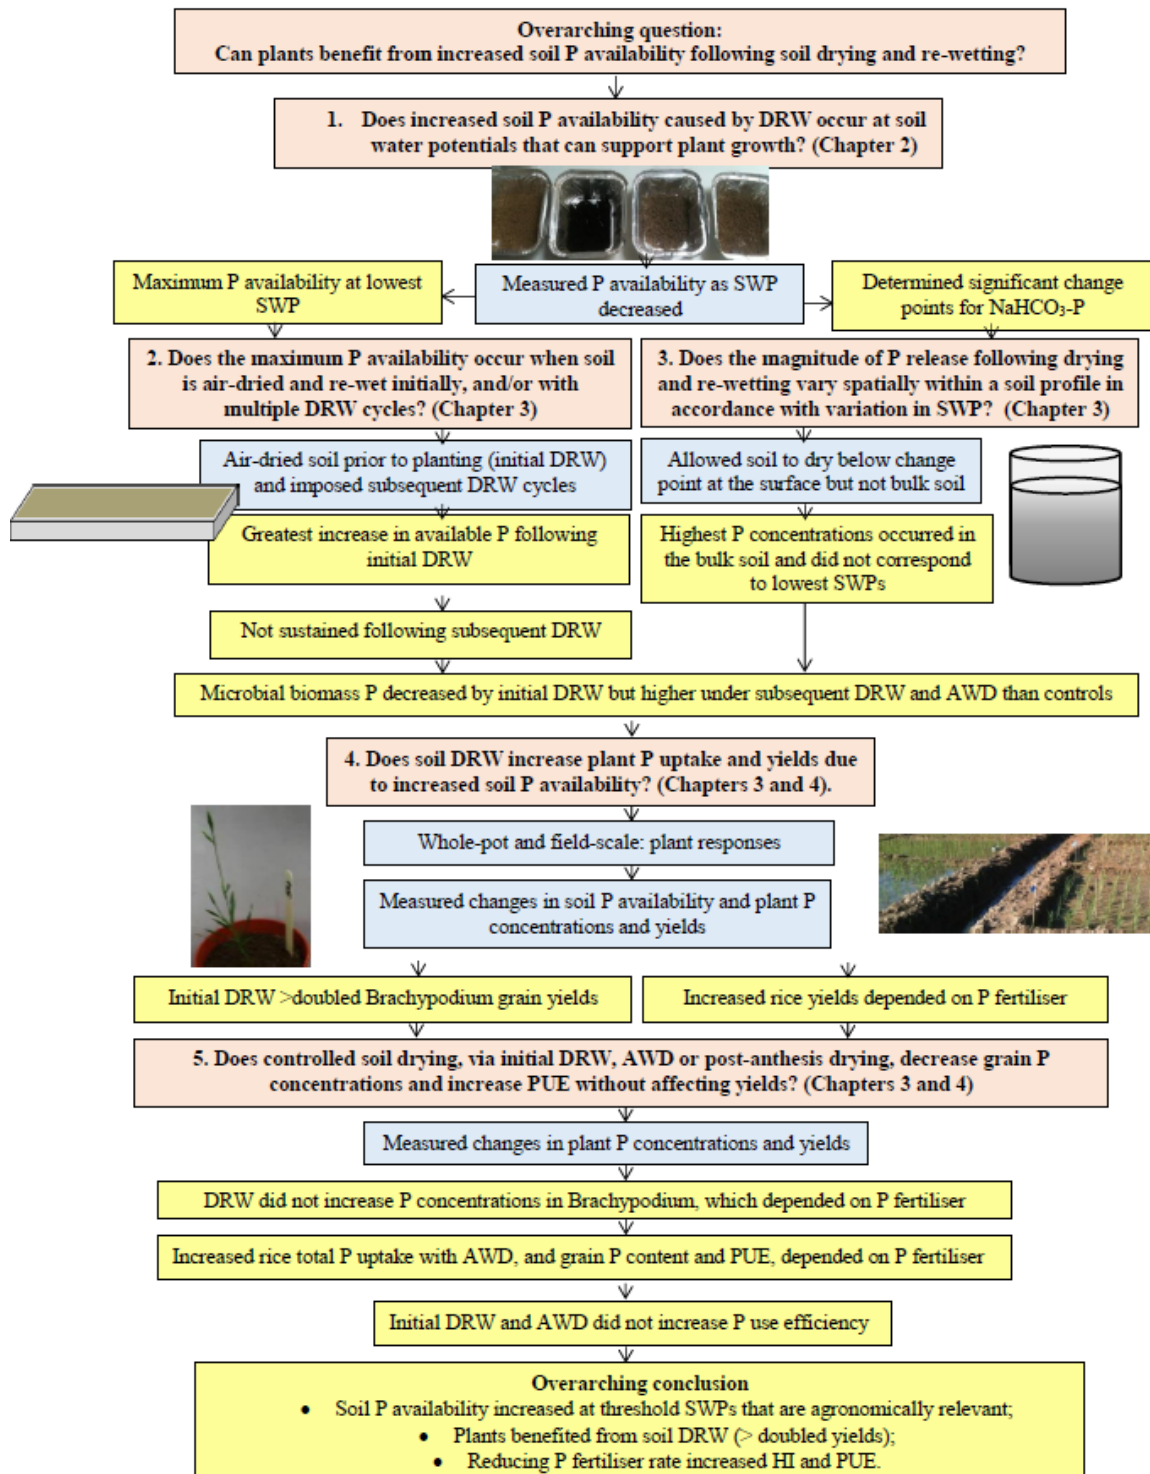 Overarching question:
Can plants benefit from increased soil P availability following soil drying and re-wetting?
1. Does increased soil P availability caused by DRW occur at soil
water potentials that can support plant growth? (Chapter 2)
Maximum P availability at lowest
SWP
Measured P availability as SWP
decreased
Determined significant change
points for NaHCO₃-P
2. Does the maximum P availability occur when soil
is air-dried and re-wet initially, and/or with
multiple DRW cycles? (Chapter 3)
3. Does the magnitude of P release following drying
and re-wetting vary spatially within a soil profile in
accordance with variation in SWP? (Chapter 3)
Air-dried soil prior to planting (initial DRW)
and imposed subsequent DRW cycles
Allowed soil to dry below change
point at the surface but not bulk soil
Greatest increase in available P following
initial DRW
Highest P concentrations occurred in
the bulk soil and did not correspond
to lowest SWPs
Not sustained following subsequent DRW
Microbial biomass P decreased by initial DRW but higher under subsequent DRW and AWD than controls
4. Does soil DRW increase plant P uptake and yields due
to increased soil P availability? (Chapters 3 and 4).
Whole-pot and field-scale: plant responses
Measured changes in soil P availability and plant P
concentrations and yields
Initial DRW >doubled Brachypodium grain yields
Increased rice yields depended on P fertiliser
5. Does controlled soil drying, via initial DRW, AWD or post-anthesis drying, decrease grain P
concentrations and increase PUE without affecting yields? (Chapters 3 and 4)
Measured changes in plant P concentrations and yields
DRW did not increase P concentrations in Brachypodium, which depended on P fertiliser
Increased rice total P uptake with AWD, and grain P content and PUE, depended on P fertiliser
Initial DRW and AWD did not increase P use efficiency
Overarching conclusion
• Soil P availability increased at threshold SWPs that are agronomically relevant;
• Plants benefited from soil DRW (> doubled yields);
• Reducing P fertiliser rate increased HI and PUE.